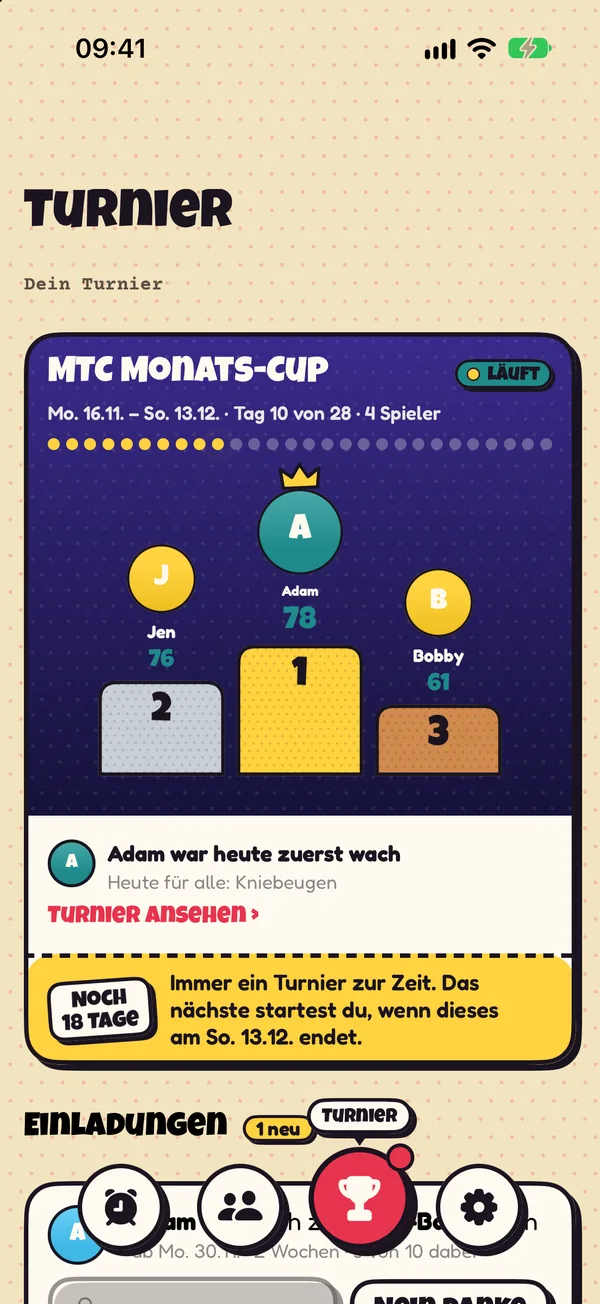 09:41
Turnier
Dein Turnier
MTC Monats-Cup
LÄUFT
Mo. 16.11. – So. 13.12. · Tag 10 von 28 · 4 Spieler
A
J
B
Adam
78
Jen
76
Bobby
61
1
2
3
A
Adam war heute zuerst wach
Heute für alle: Kniebeugen
Turnier ansehen ›
NOCH
18 TAGE
Immer ein Turnier zur Zeit. Das
nächste startest du, wenn dieses
am So. 13.12. endet.
Einladungen
1 neu
Turnier
A
Mo. 30. Wochen von 10 dabei
Nein danke